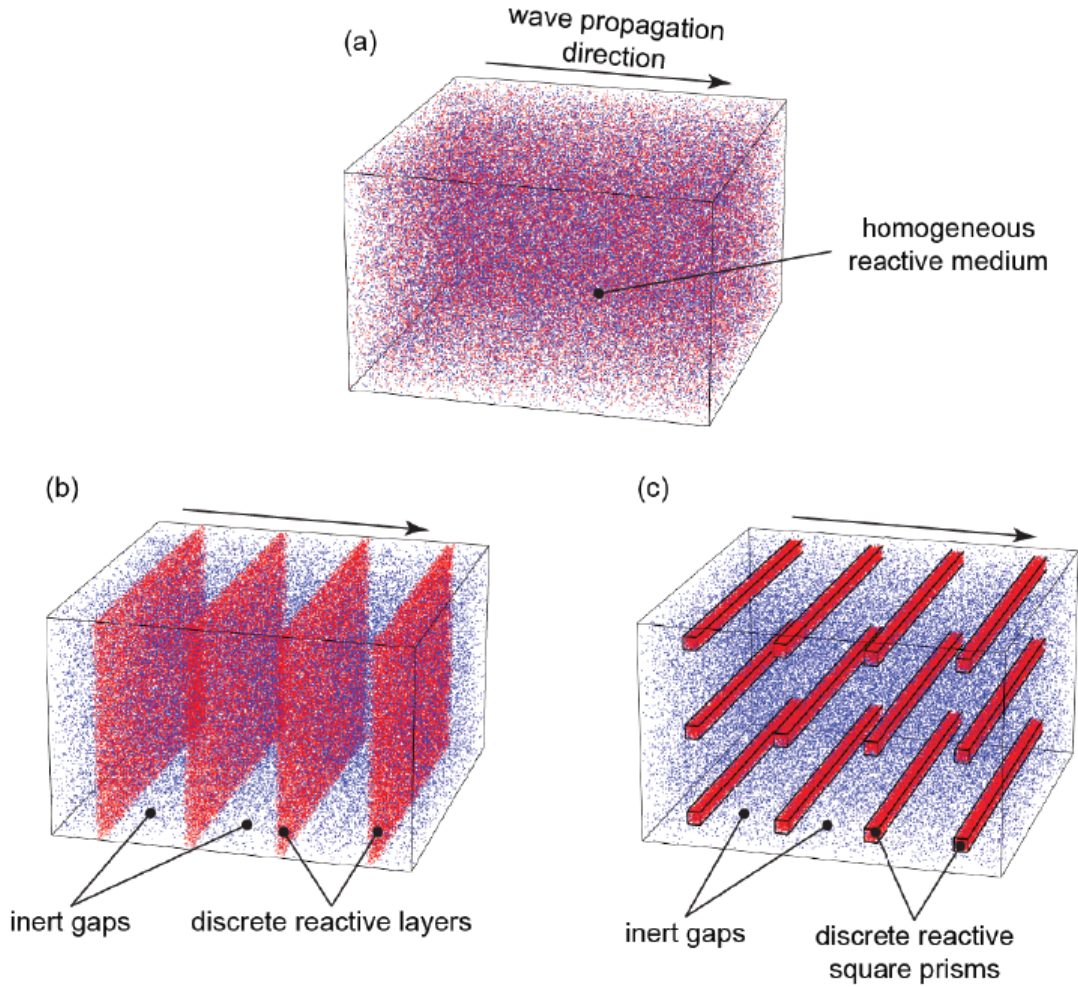 (a)
wave propagation
direction
homogeneous
reactive medium
(b)
inert gaps
discrete reactive layers
(c)
inert gaps
discrete reactive
square prisms